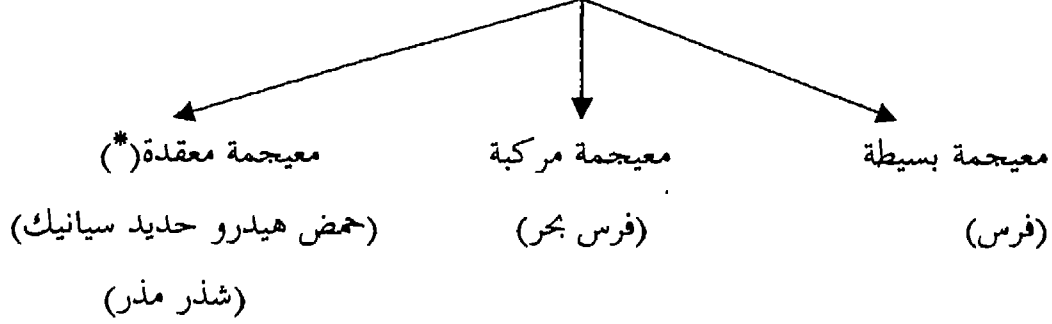 معيجمة بسيطة معيجمة مركبة معيجمة معقدة(*)
(فرس) (فرس بحر) (حمض هيدرو حديد سيانيك)
(شذر مذر)